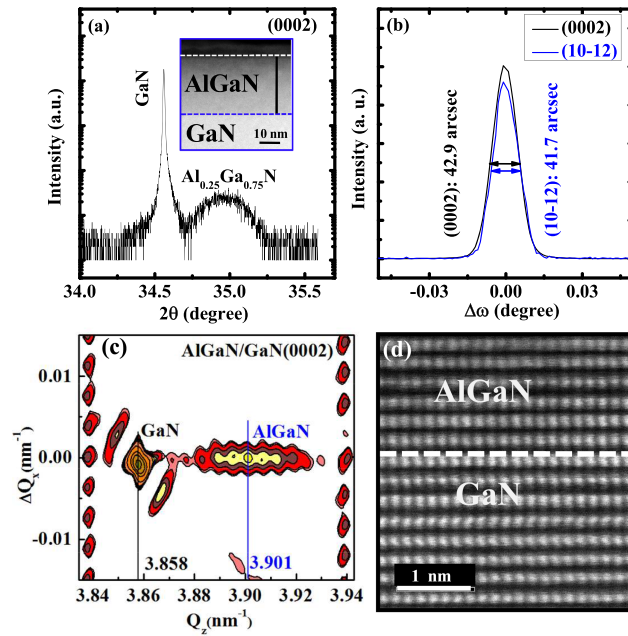 (a)
(0002)
GaN
AlGaN
GaN
10 nm
Al0.25Ga0.75N
Intensity (a.u.)
34.0 34.5 35.0 35.5
2θ (degree)
(b)
(0002)
(10-12)
(0002): 42.9 arcsec
(10-12): 41.7 arcsec
Intensity (a. u.)
-0.03 0.00 0.03
Δω (degree)
(c)
AlGaN/GaN(0002)
GaN
AlGaN
0.01
0.00
-0.01
ΔQx(nm-1)
3.858
3.901
3.84 3.86 3.88 3.90 3.92 3.94
Qz(nm-1)
(d)
AlGaN
GaN
1 nm